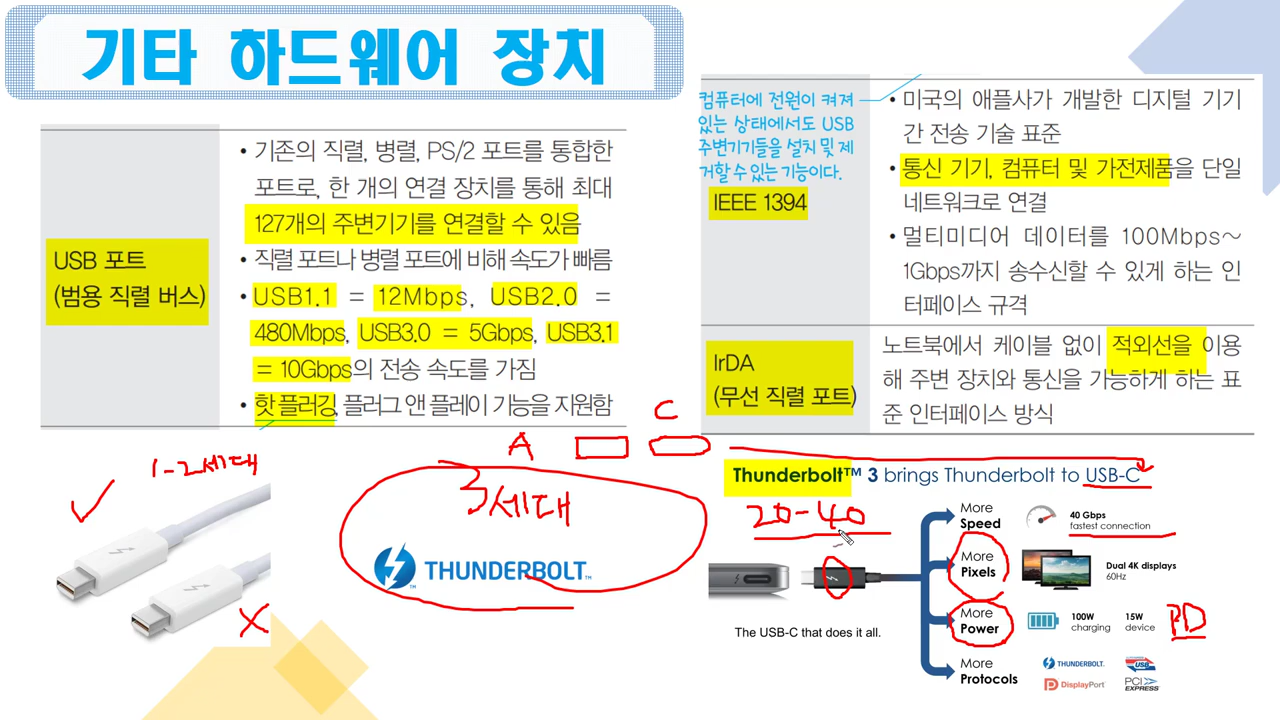 기타 하드웨어 장치
USB 포트
(범용 직렬 버스)
• 기존의 직렬, 병렬, PS/2 포트를 통합한
포트로, 한 개의 연결 장치를 통해 최대
127개의 주변기기를 연결할 수 있음
• 직렬 포트나 병렬 포트에 비해 속도가 빠름
• USB1.1 = 12Mbps, USB2.0 =
480Mbps, USB3.0 = 5Gbps, USB3.1
= 10Gbps의 전송 속도를 가짐
• 핫 플러깅, 플러그 앤 플레이 기능을 지원함
컴퓨터에 전원이 켜져
있는 상태에서도 USB
주변기기들을 설치 및 제
거할 수 있는 기능이다.
IEEE 1394
• 미국의 애플사가 개발한 디지털 기기
간 전송 기술 표준
• 통신 기기, 컴퓨터 및 가전제품을 단일
네트워크로 연결
• 멀티미디어 데이터를 100Mbps~
1Gbps까지 송수신할 수 있게 하는 인
터페이스 규격
IrDA
(무선 직렬 포트)
노트북에서 케이블 없이 적외선을 이용
해 주변 장치와 통신을 가능하게 하는 표
준 인터페이스 방식
A
C
1-2세대
3세대
THUNDERBOLT™
Thunderbolt™ 3 brings Thunderbolt to USB-C
20-40
The USB-C that does it all.
More
Speed
40 Gbps
fastest connection
More
Pixels
Dual 4K displays
60Hz
More
Power
100W
charging
15W
device
PD
More
Protocols
THUNDERBOLT.
USB
DisplayPort
PCI
EXPRESS